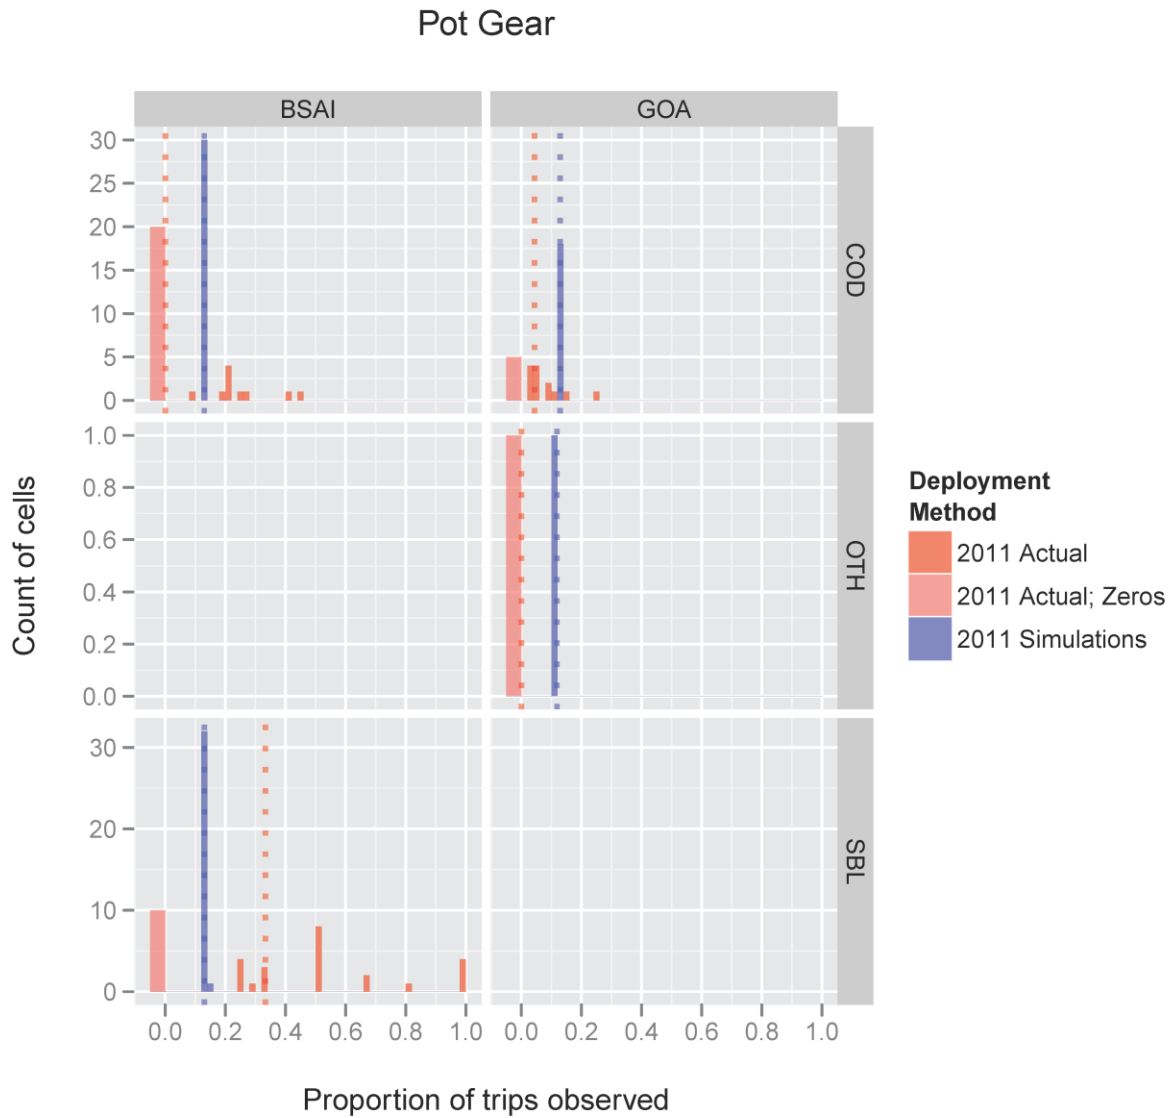 Pot Gear
BSAI
GOA
30
25
20
15
10
5
0
COD
1.0
0.8
0.6
0.4
0.2
0.0
OTH
30
20
10
0
SBL
0.0 0.2 0.4 0.6 0.8 1.0
0.0 0.2 0.4 0.6 0.8 1.0
Count of cells
Proportion of trips observed
Deployment
Method
2011 Actual
2011 Actual; Zeros
2011 Simulations